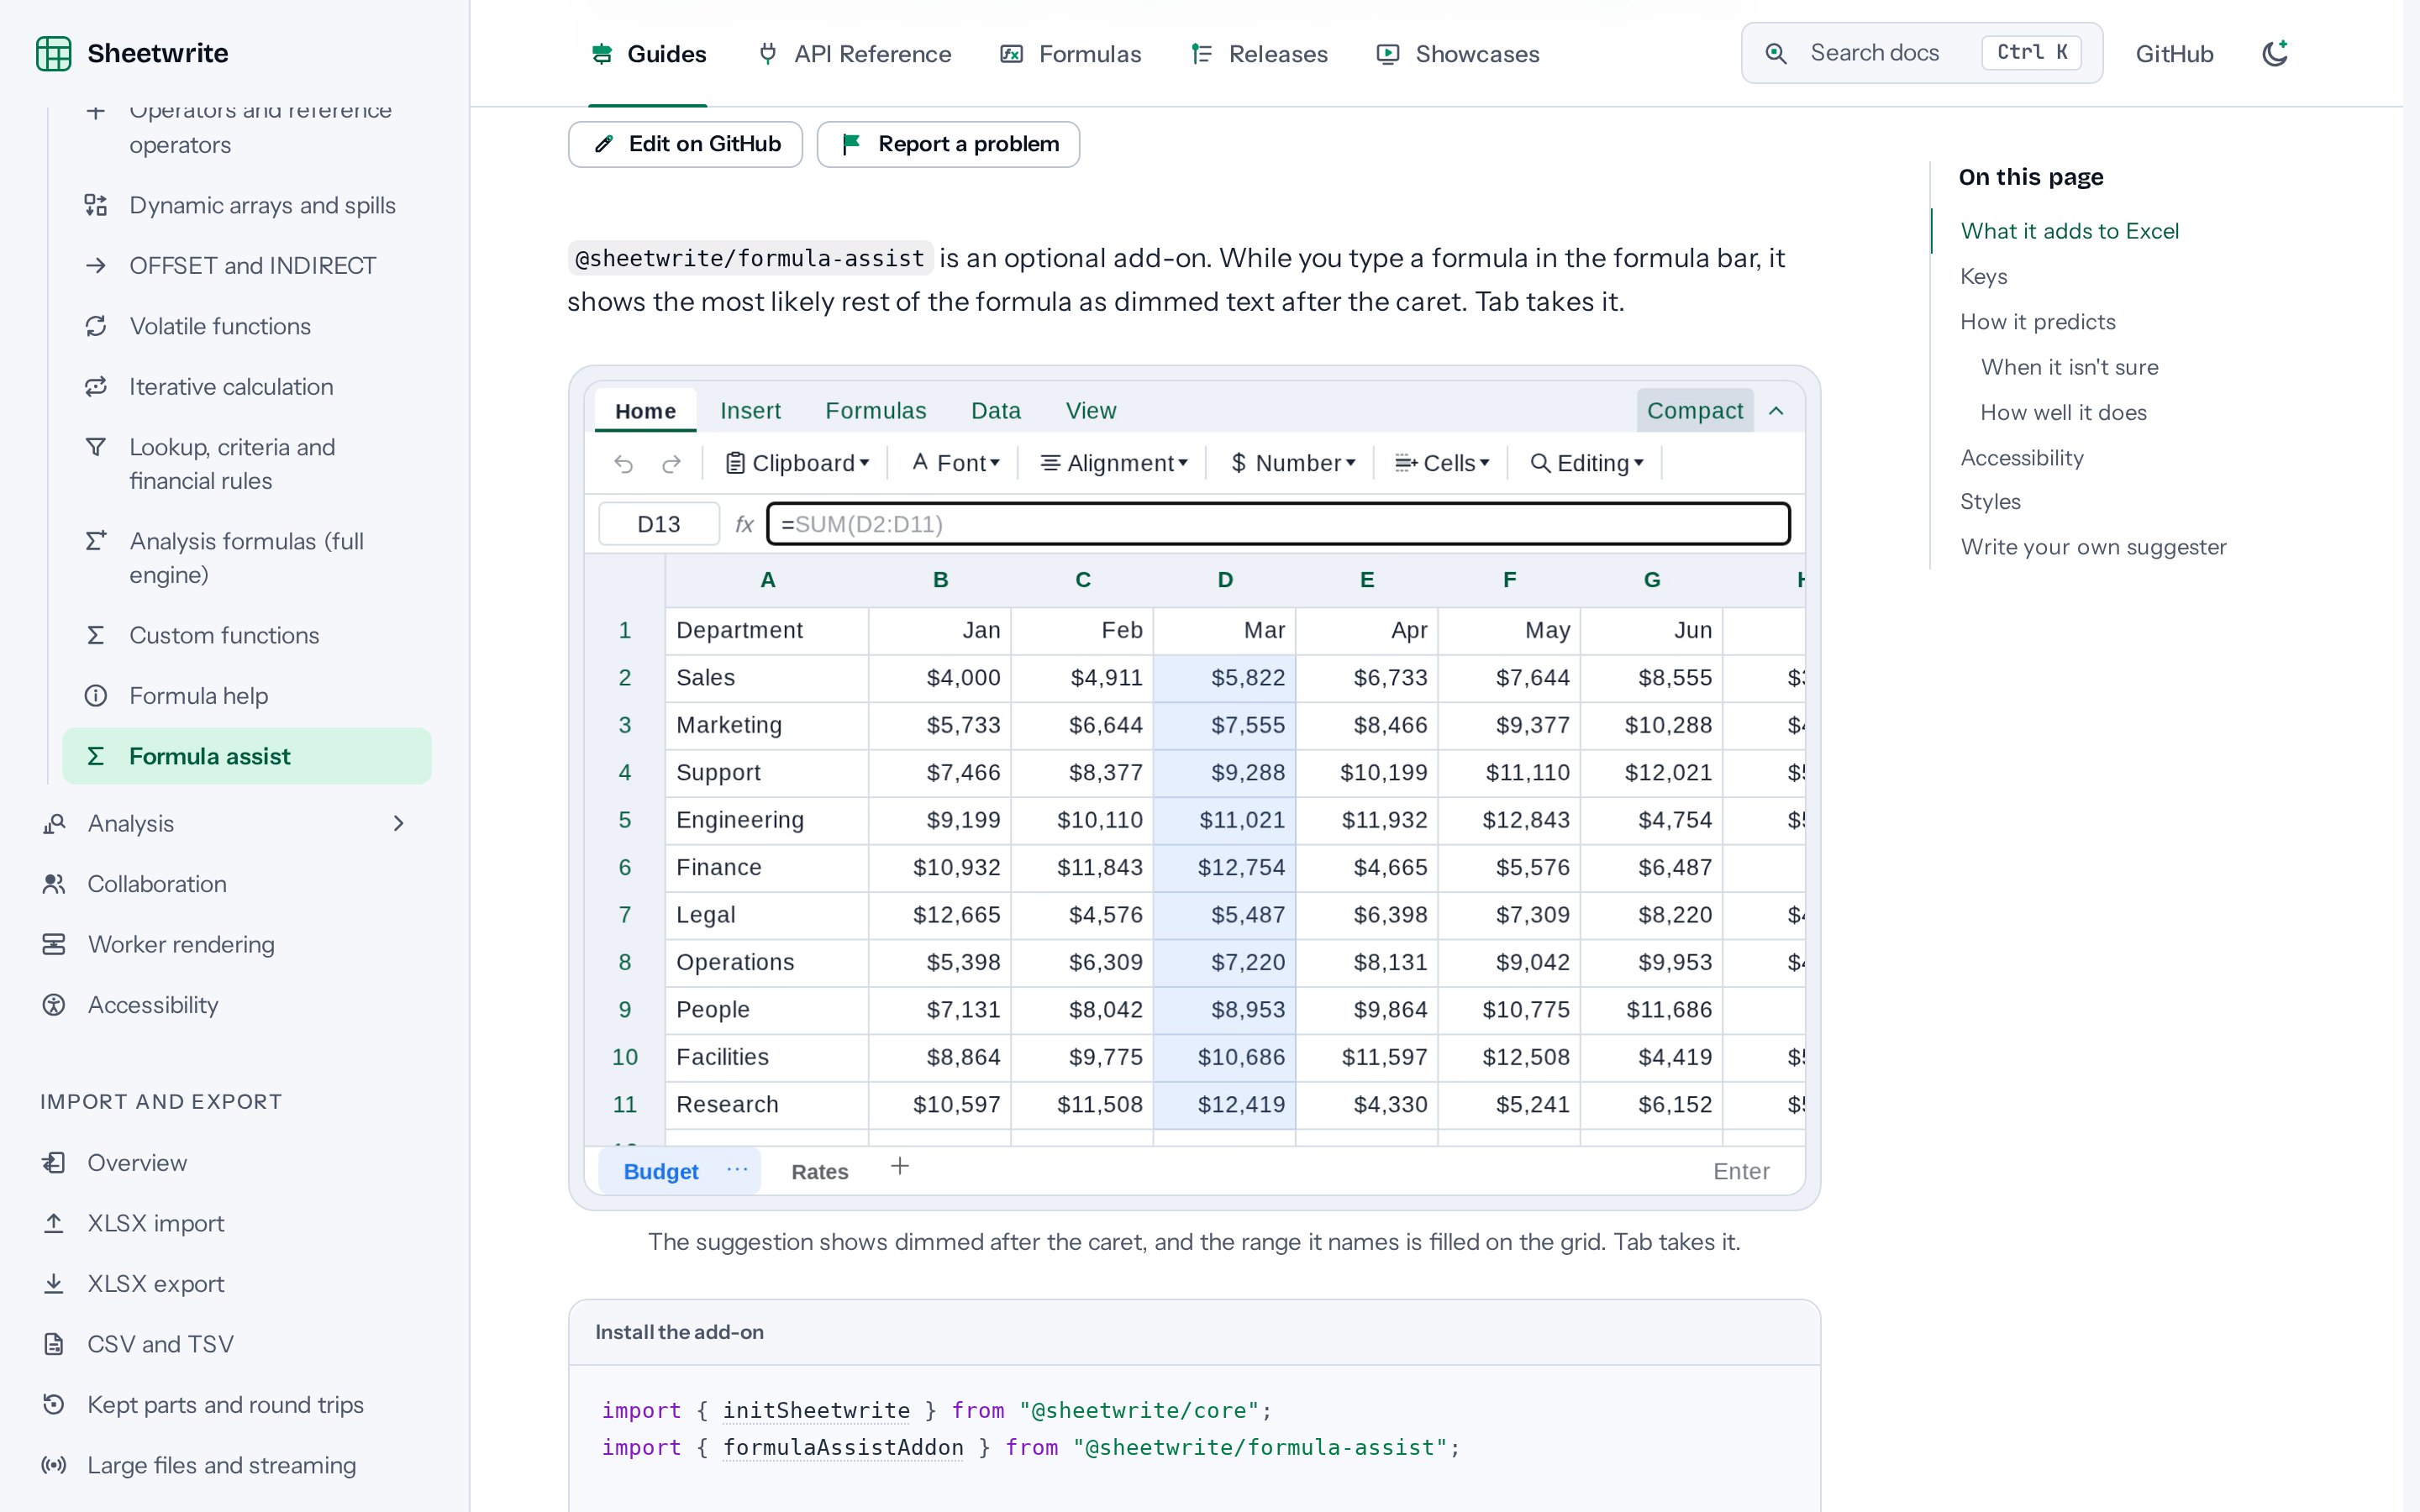 Sheetwrite
Guides
API Reference
Formulas
Releases
Showcases
Search docs
Ctrl K
GitHub
Operators and reference
operators
Dynamic arrays and spills
OFFSET and INDIRECT
Volatile functions
Iterative calculation
Lookup, criteria and
financial rules
Analysis formulas (full
engine)
Custom functions
Formula help
Formula assist
Analysis
Collaboration
Worker rendering
Accessibility
IMPORT AND EXPORT
Overview
XLSX import
XLSX export
CSV and TSV
Kept parts and round trips
Large files and streaming
Edit on GitHub
Report a problem
@sheetwrite/formula-assist is an optional add-on. While you type a formula in the formula bar, it
shows the most likely rest of the formula as dimmed text after the caret. Tab takes it.
Home Insert Formulas Data View Compact
Clipboard Font Alignment $ Number Cells Editing
D13 fx =SUM(D2:D11)
A B C D E F G
1 Department Jan Feb Mar Apr May Jun
2 Sales $4,000 $4,911 $5,822 $6,733 $7,644 $8,555
3 Marketing $5,733 $6,644 $7,555 $8,466 $9,377 $10,288
4 Support $7,466 $8,377 $9,288 $10,199 $11,110 $12,021
5 Engineering $9,199 $10,110 $11,021 $11,932 $12,843 $4,754
6 Finance $10,932 $11,843 $12,754 $4,665 $5,576 $6,487
7 Legal $12,665 $4,576 $5,487 $6,398 $7,309 $8,220
8 Operations $5,398 $6,309 $7,220 $8,131 $9,042 $9,953
9 People $7,131 $8,042 $8,953 $9,864 $10,775 $11,686
10 Facilities $8,864 $9,775 $10,686 $11,597 $12,508 $4,419
11 Research $10,597 $11,508 $12,419 $4,330 $5,241 $6,152
Budget ... Rates + Enter
The suggestion shows dimmed after the caret, and the range it names is filled on the grid. Tab takes it.
Install the add-on
import { initSheetwrite } from "@sheetwrite/core";
import { formulaAssistAddon } from "@sheetwrite/formula-assist";
On this page
What it adds to Excel
Keys
How it predicts
When it isn't sure
How well it does
Accessibility
Styles
Write your own suggester